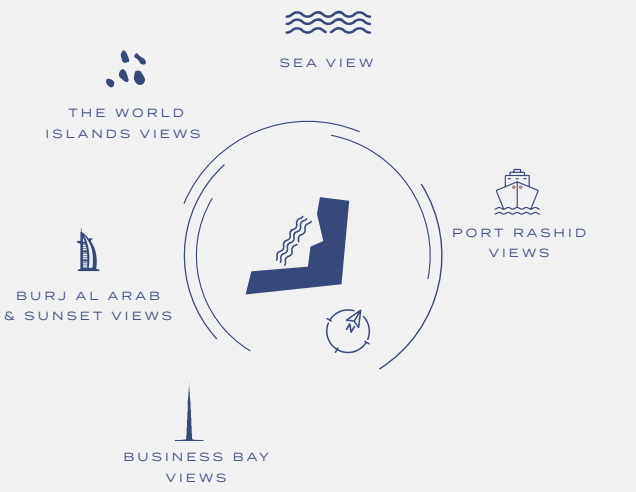 SEA VIEW
THE WORLD
ISLANDS VIEWS
PORT RASHID
VIEWS
BURJ AL ARAB
& SUNSET VIEWS
N
BUSINESS BAY
VIEWS